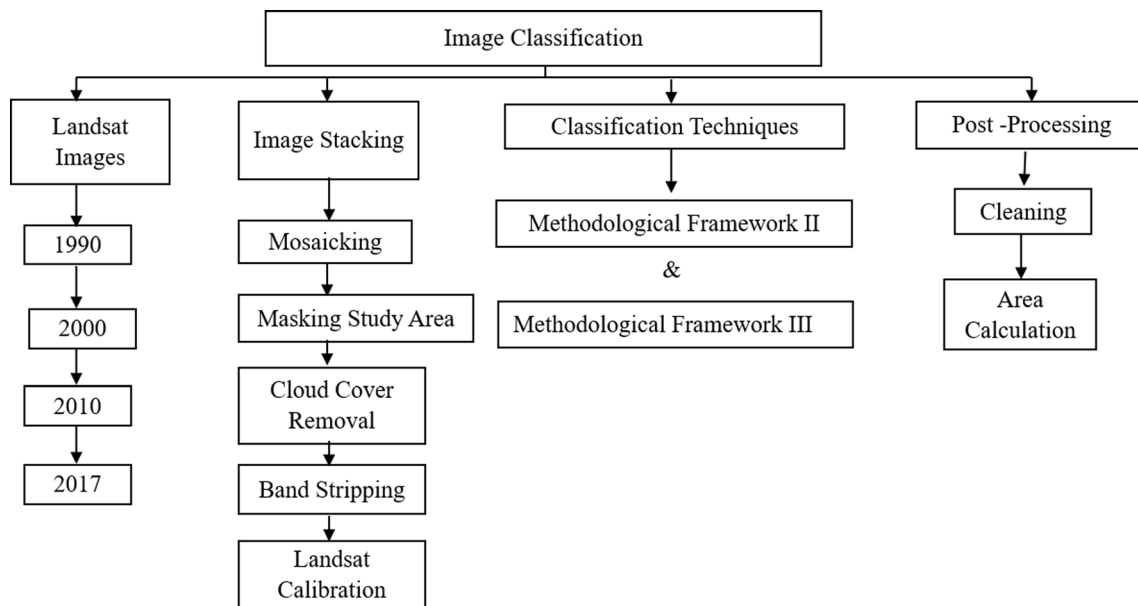 Image Classification
Landsat
Images
1990
2000
2010
2017
Image Stacking
Mosaicking
Masking Study Area
Cloud Cover
Removal
Band Stripping
Landsat
Calibration
Classification Techniques
Methodological Framework II
&
Methodological Framework III
Post -Processing
Cleaning
Area
Calculation